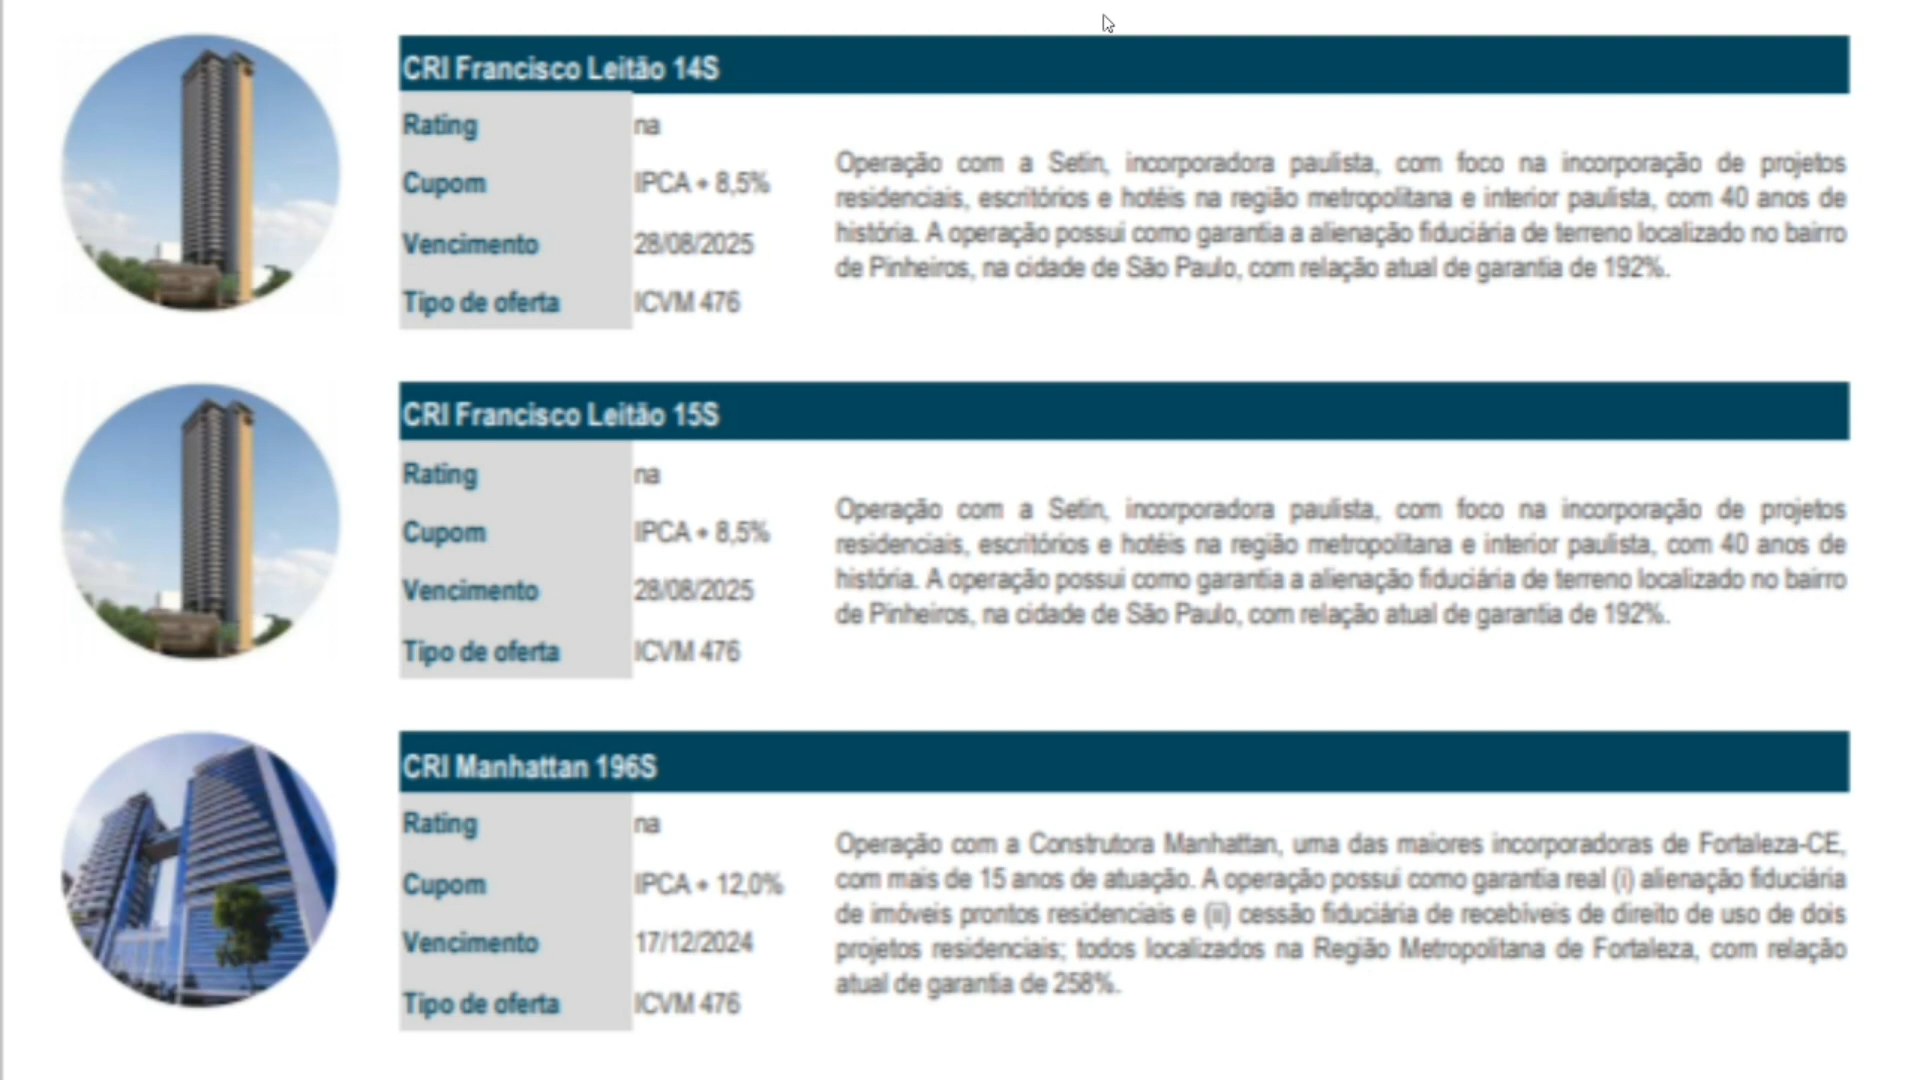 CRI Francisco Leitão 14S
Rating na
Cupom IPCA + 8,5%
Vencimento 28/08/2025
Tipo de oferta ICVM 476
Operação com a Setin, incorporadora paulista, com foco na incorporação de projetos
residenciais, escritórios e hotéis na região metropolitana e interior paulista, com 40 anos de
história. A operação possui como garantia a alienação fiduciária de terreno localizado no bairro
de Pinheiros, na cidade de São Paulo, com relação atual de garantia de 192%.
CRI Francisco Leitão 15S
Rating na
Cupom IPCA + 8,5%
Vencimento 28/08/2025
Tipo de oferta ICVM 476
Operação com a Setin, incorporadora paulista, com foco na incorporação de projetos
residenciais, escritórios e hotéis na região metropolitana e interior paulista, com 40 anos de
história. A operação possui como garantia a alienação fiduciária de terreno localizado no bairro
de Pinheiros, na cidade de São Paulo, com relação atual de garantia de 192%.
CRI Manhattan 196S
Rating na
Cupom IPCA + 12,0%
Vencimento 17/12/2024
Tipo de oferta ICVM 476
Operação com a Construtora Manhattan, uma das maiores incorporadoras de Fortaleza-CE,
com mais de 15 anos de atuação. A operação possui como garantia real (i) alienação fiduciária
de imóveis prontos residenciais e (ii) cessão fiduciária de recebíveis de direito de uso de dois
projetos residenciais; todos localizados na Região Metropolitana de Fortaleza, com relação
atual de garantia de 258%.